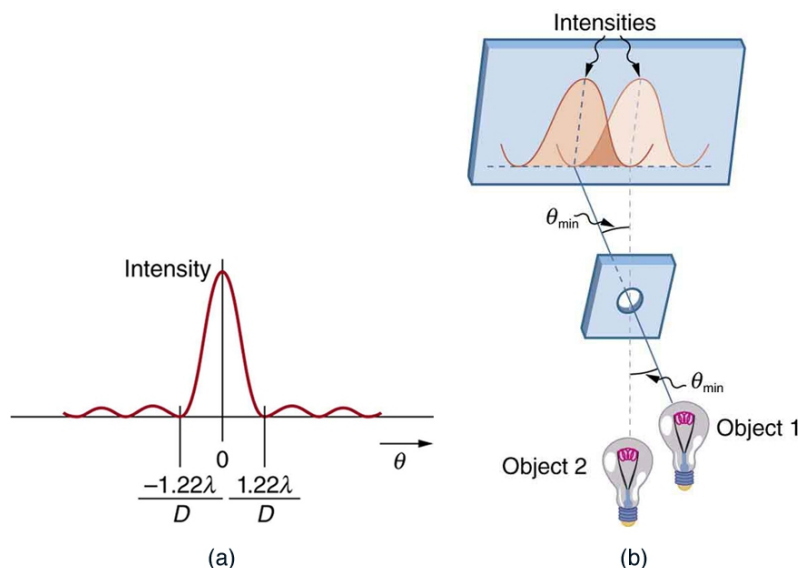 Intensity
0
θ
−1.22λ
D
1.22λ
D
(a)
Intensities
θmin
θmin
Object 1
Object 2
(b)